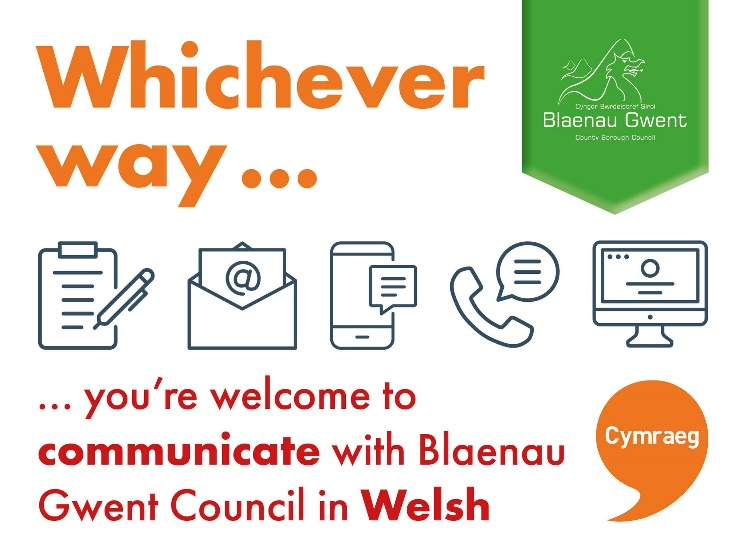 Whichever
way ...
Cyngor Bwrdeistref Sirol
Blaenau Gwent
County Borough Council
@
... you're welcome to
communicate with Blaenau
Gwent Council in Welsh
Cymraeg